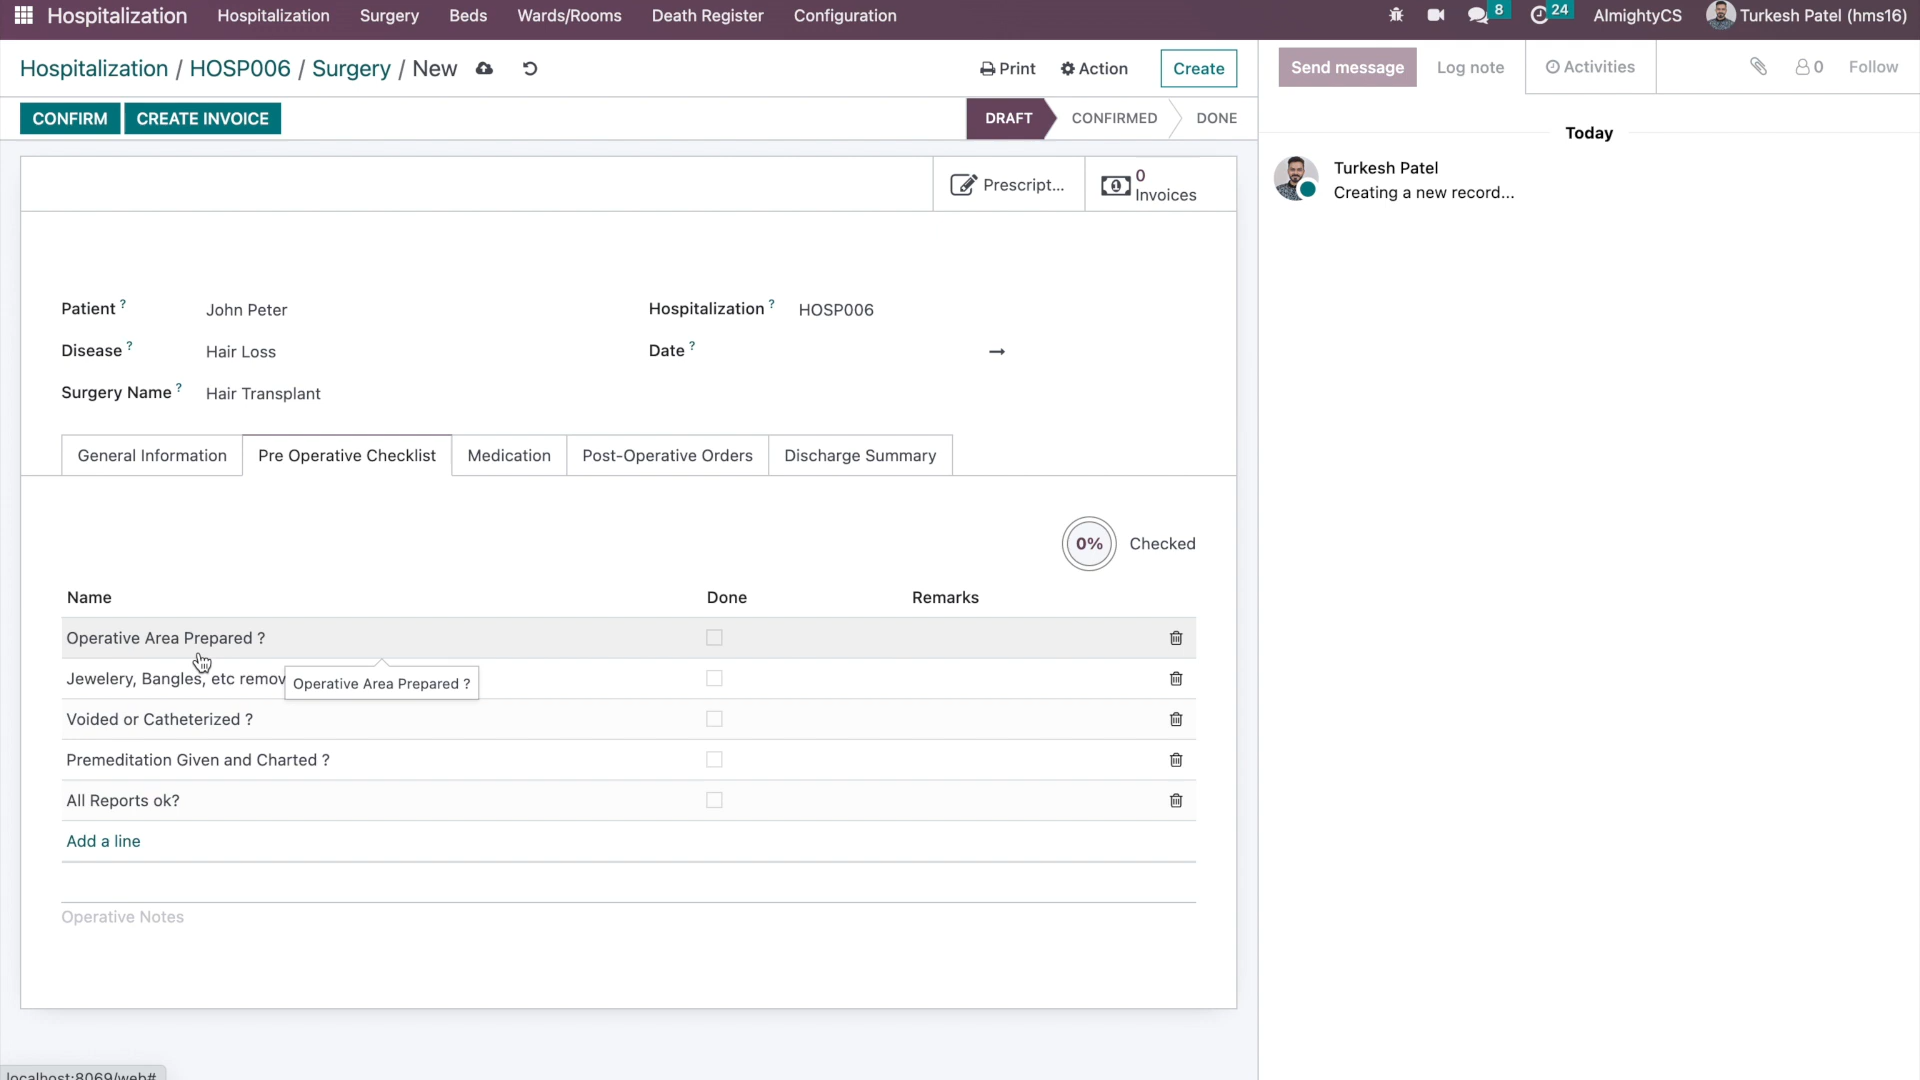 Hospitalization Hospitalization Surgery Beds Wards/Rooms Death Register Configuration 8 24 AlmightyCS Turkesh Patel (hms16)
Hospitalization / HOSP006 / Surgery / New Print Action Create Send message Log note Activities 0 Follow
CONFIRM CREATE INVOICE DRAFT CONFIRMED DONE
Today
Turkesh Patel
Creating a new record...
Prescript... 0 Invoices
Patient ? John Peter Hospitalization ? HOSP006
Disease ? Hair Loss Date ?
Surgery Name ? Hair Transplant
General Information Pre Operative Checklist Medication Post-Operative Orders Discharge Summary
0% Checked
Name Done Remarks
Operative Area Prepared ?
Jewelery, Bangles, etc remov
Operative Area Prepared ?
Voided or Catheterized ?
Premeditation Given and Charted ?
All Reports ok?
Add a line
Operative Notes
localhost:8069/web#